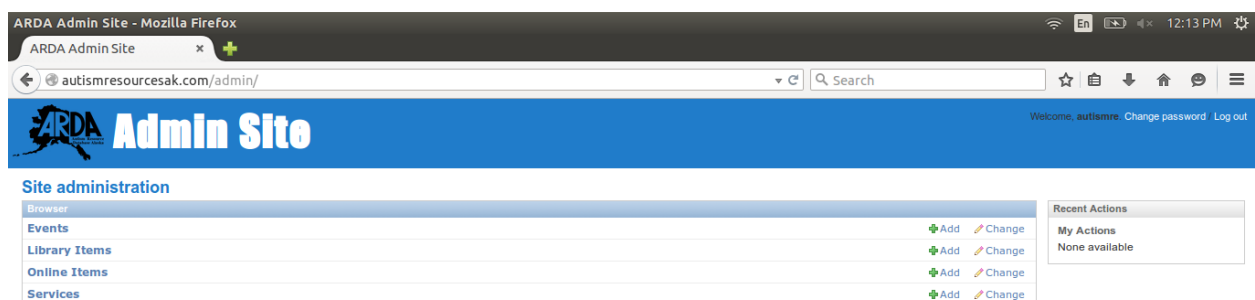 ARDA Admin Site - Mozilla Firefox
En
12:13 PM
ARDA Admin Site
autismresourcesak.com/admin/
Search
ARDA Admin Site
Welcome, autismre. Change password / Log out
Site administration
Browser
Events Add Change
Library Items Add Change
Online Items Add Change
Services Add Change
Recent Actions
My Actions
None available